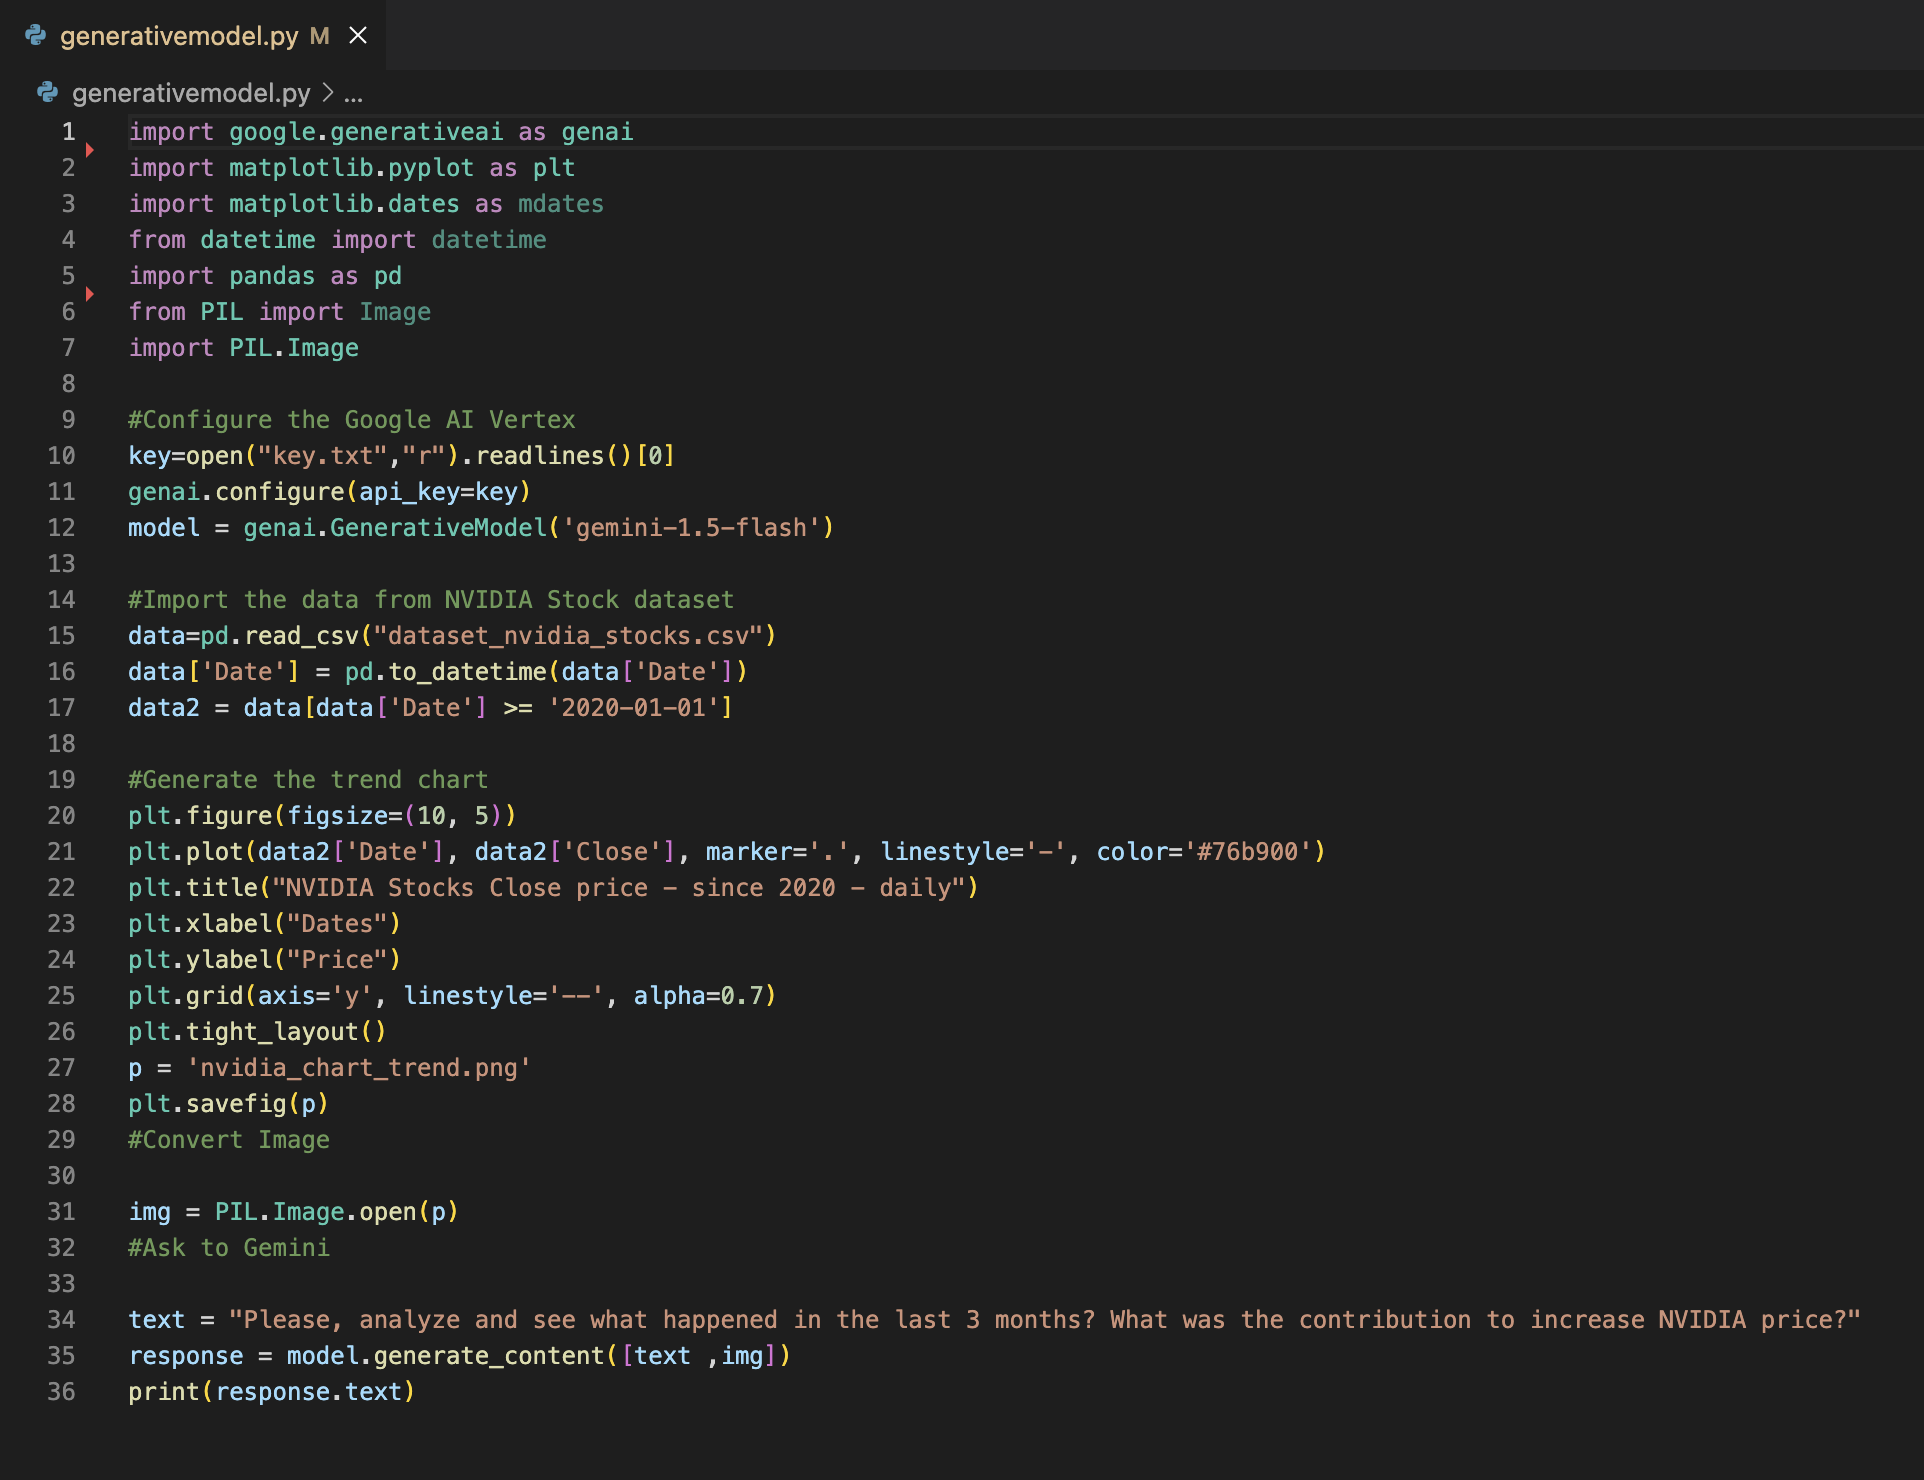 generativemodel.py M
generativemodel.py > ...
1 import google.generativeai as genai
2 import matplotlib.pyplot as plt
3 import matplotlib.dates as mdates
4 from datetime import datetime
5 import pandas as pd
6 from PIL import Image
7 import PIL.Image
8
9 #Configure the Google AI Vertex
10 key=open("key.txt","r").readlines()[0]
11 genai.configure(api_key=key)
12 model = genai.GenerativeModel('gemini-1.5-flash')
13
14 #Import the data from NVIDIA Stock dataset
15 data=pd.read_csv("dataset_nvidia_stocks.csv")
16 data['Date'] = pd.to_datetime(data['Date'])
17 data2 = data[data['Date'] >= '2020-01-01']
18
19 #Generate the trend chart
20 plt.figure(figsize=(10, 5))
21 plt.plot(data2['Date'], data2['Close'], marker='.', linestyle='-', color='#76b900')
22 plt.title("NVIDIA Stocks Close price - since 2020 - daily")
23 plt.xlabel("Dates")
24 plt.ylabel("Price")
25 plt.grid(axis='y', linestyle='--', alpha=0.7)
26 plt.tight_layout()
27 p = 'nvidia_chart_trend.png'
28 plt.savefig(p)
29 #Convert Image
30
31 img = PIL.Image.open(p)
32 #Ask to Gemini
33
34 text = "Please, analyze and see what happened in the last 3 months? What was the contribution to increase NVIDIA price?"
35 response = model.generate_content([text ,img])
36 print(response.text)